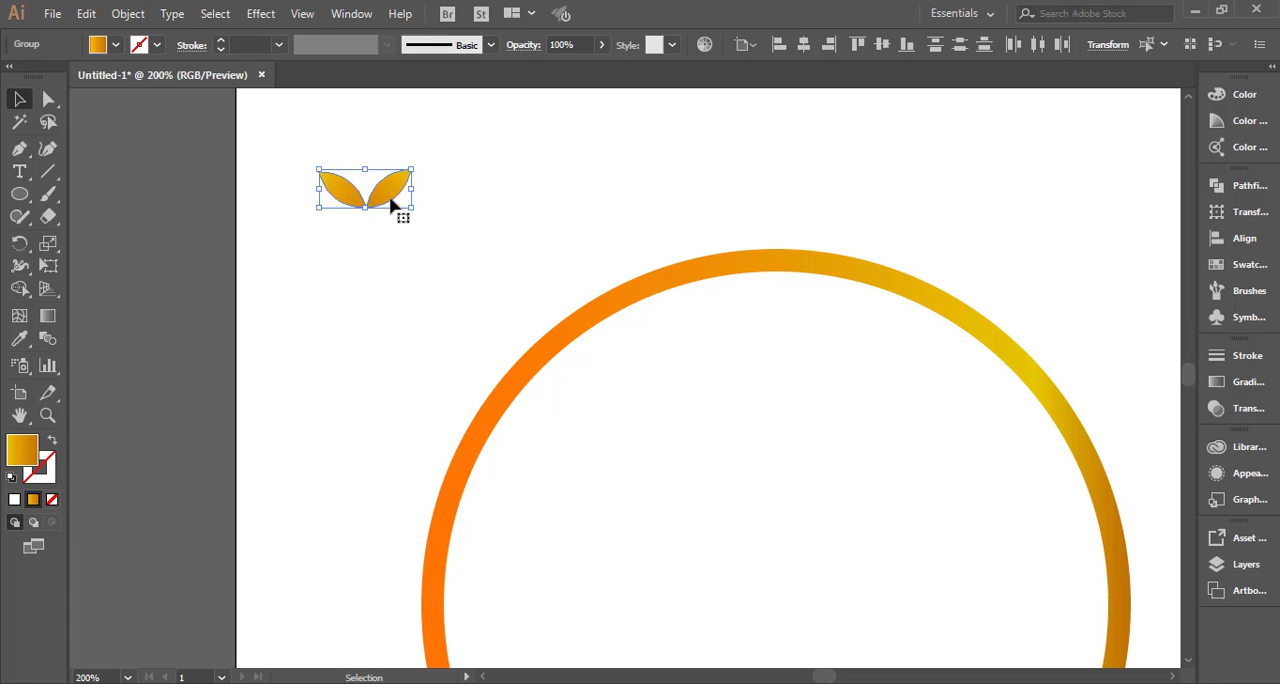 Ai File Edit Object Type Select Effect View Window Help Br St Essentials Search Adobe Stock
Group Stroke: Basic Opacity: 100% Style: Transform
Untitled-1* @ 200% (RGB/Preview)
Color
Color ...
Color ...
Pathfi...
Transf...
Align
Swatc...
Brushes
Symb...
Stroke
Gradi...
Trans...
Librar...
Appea...
Graph...
Asset ...
Layers
Artbo...
200% 1 Selection